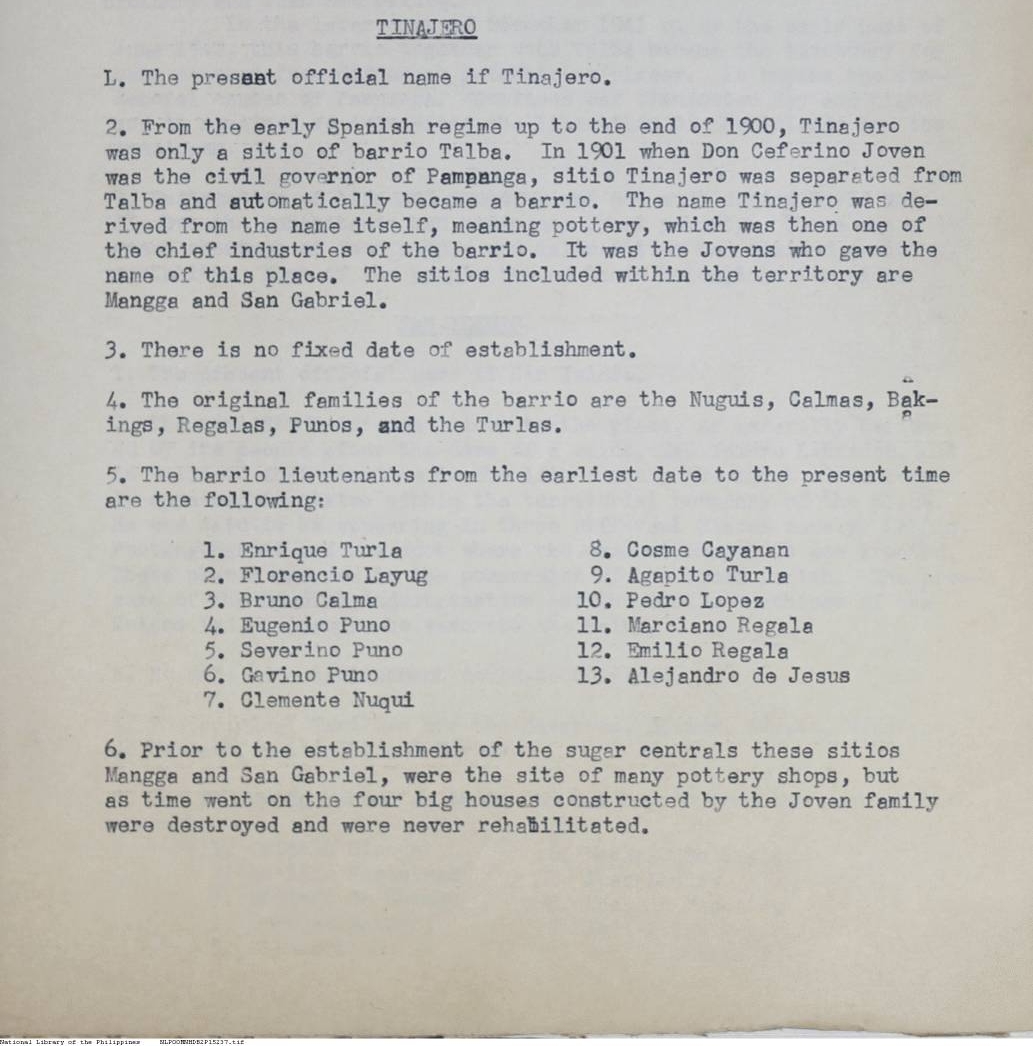 TINAJERO
L. The present official name if Tinajero.
2. From the early Spanish regime up to the end of 1900, Tinajero
was only a sitio of barrio Talba. In 1901 when Don Ceferino Joven
was the civil governor of Pampanga, sitio Tinajero was separated from
Talba and automatically became a barrio. The name Tinajero was de-
rived from the name itself, meaning pottery, which was then one of
the chief industries of the barrio. It was the Jovens who gave the
name of this place. The sitios included within the territory are
Mangga and San Gabriel.
3. There is no fixed date of establishment.
4. The original families of the barrio are the Nuguis, Calmas, Bak-
ings, Regalas, Punos, and the Turlas.
5. The barrio lieutenants from the earliest date to the present time
are the following:
1. Enrique Turla
2. Florencio Layug
3. Bruno Calma
4. Eugenio Puno
5. Severino Puno
6. Gavino Puno
7. Clemente Nuqui
8. Cosme Cayanan
9. Agapito Turla
10. Pedro Lopez
11. Marciano Regala
12. Emilio Regala
13. Alejandro de Jesus
6. Prior to the establishment of the sugar centrals these sitios
Mangga and San Gabriel, were the site of many pottery shops, but
as time went on the four big houses constructed by the Joven family
were destroyed and were never rehabilitated.
National Library of the Philippines